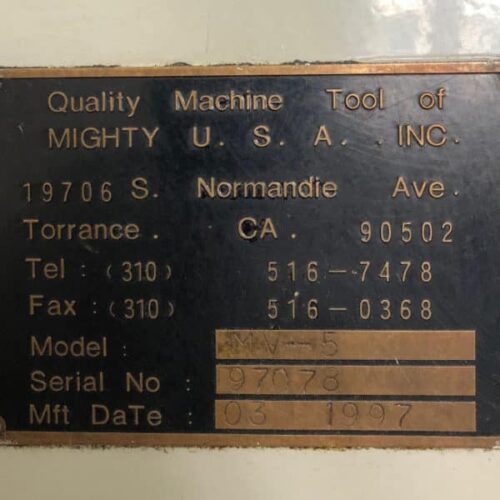 Quality Machine Tool of
MIGHTY U. S. A. , INC.
19706 S. Normandie Ave.
Torrance. CA. 90502
Tel : (310) 516-7478
Fax : (310) 516-0368
Model : MV-5
Serial No : 97078
Mft DaTe : 03 1997